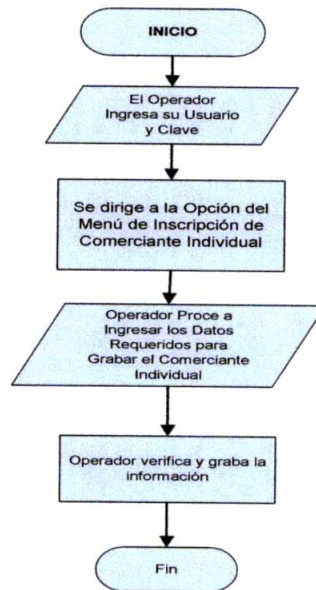 INICIO
El Operador
Ingresa su Usuario
y Clave
Se dirige a la Opción del
Menú de Inscripción de
Comerciante Individual
Operador Proce a
Ingresar los Datos
Requeridos para
Grabar el Comerciante
Individual
Operador verifica y graba la
información
Fin